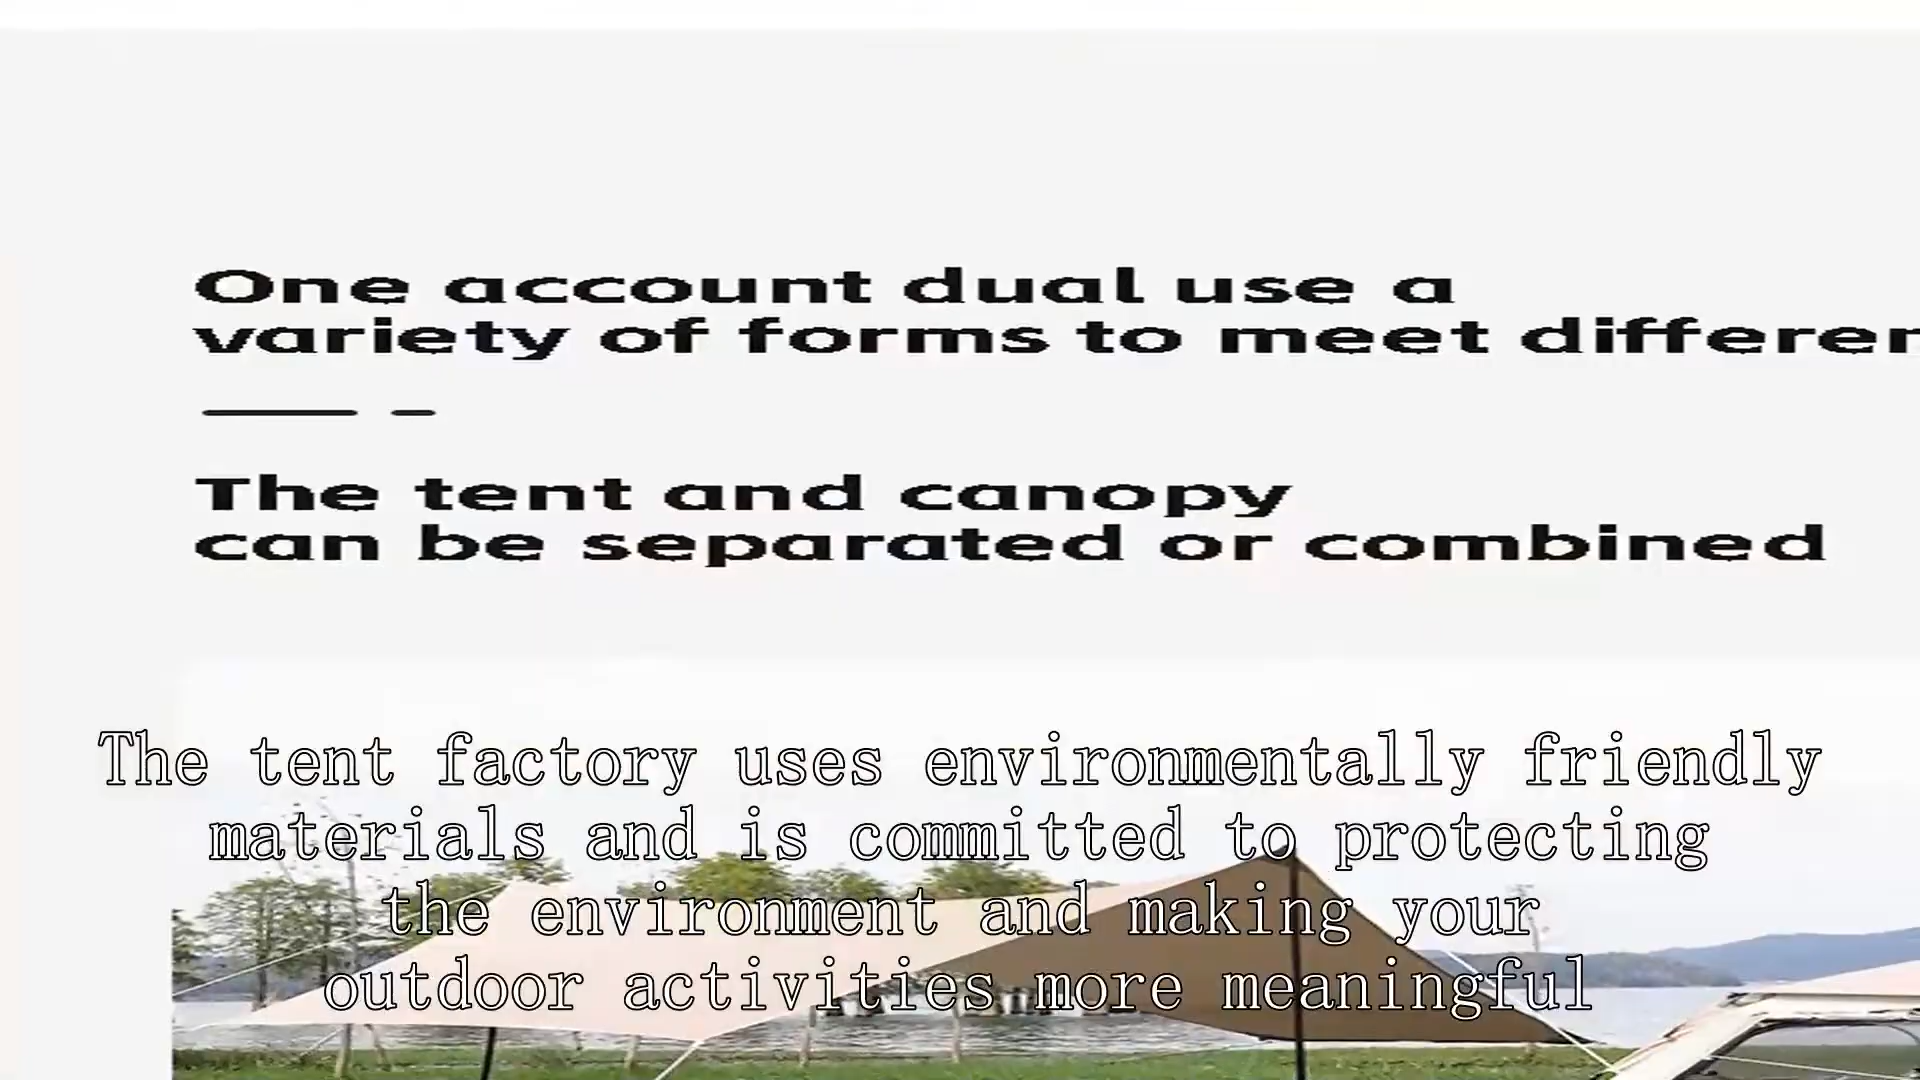 One account dual use a
variety of forms to meet
The tent and canopy
can be separated or combined
The tent factory uses environmentally friendly
materials and is committed to protecting
the environment and making your
outdoor activities more meaningful